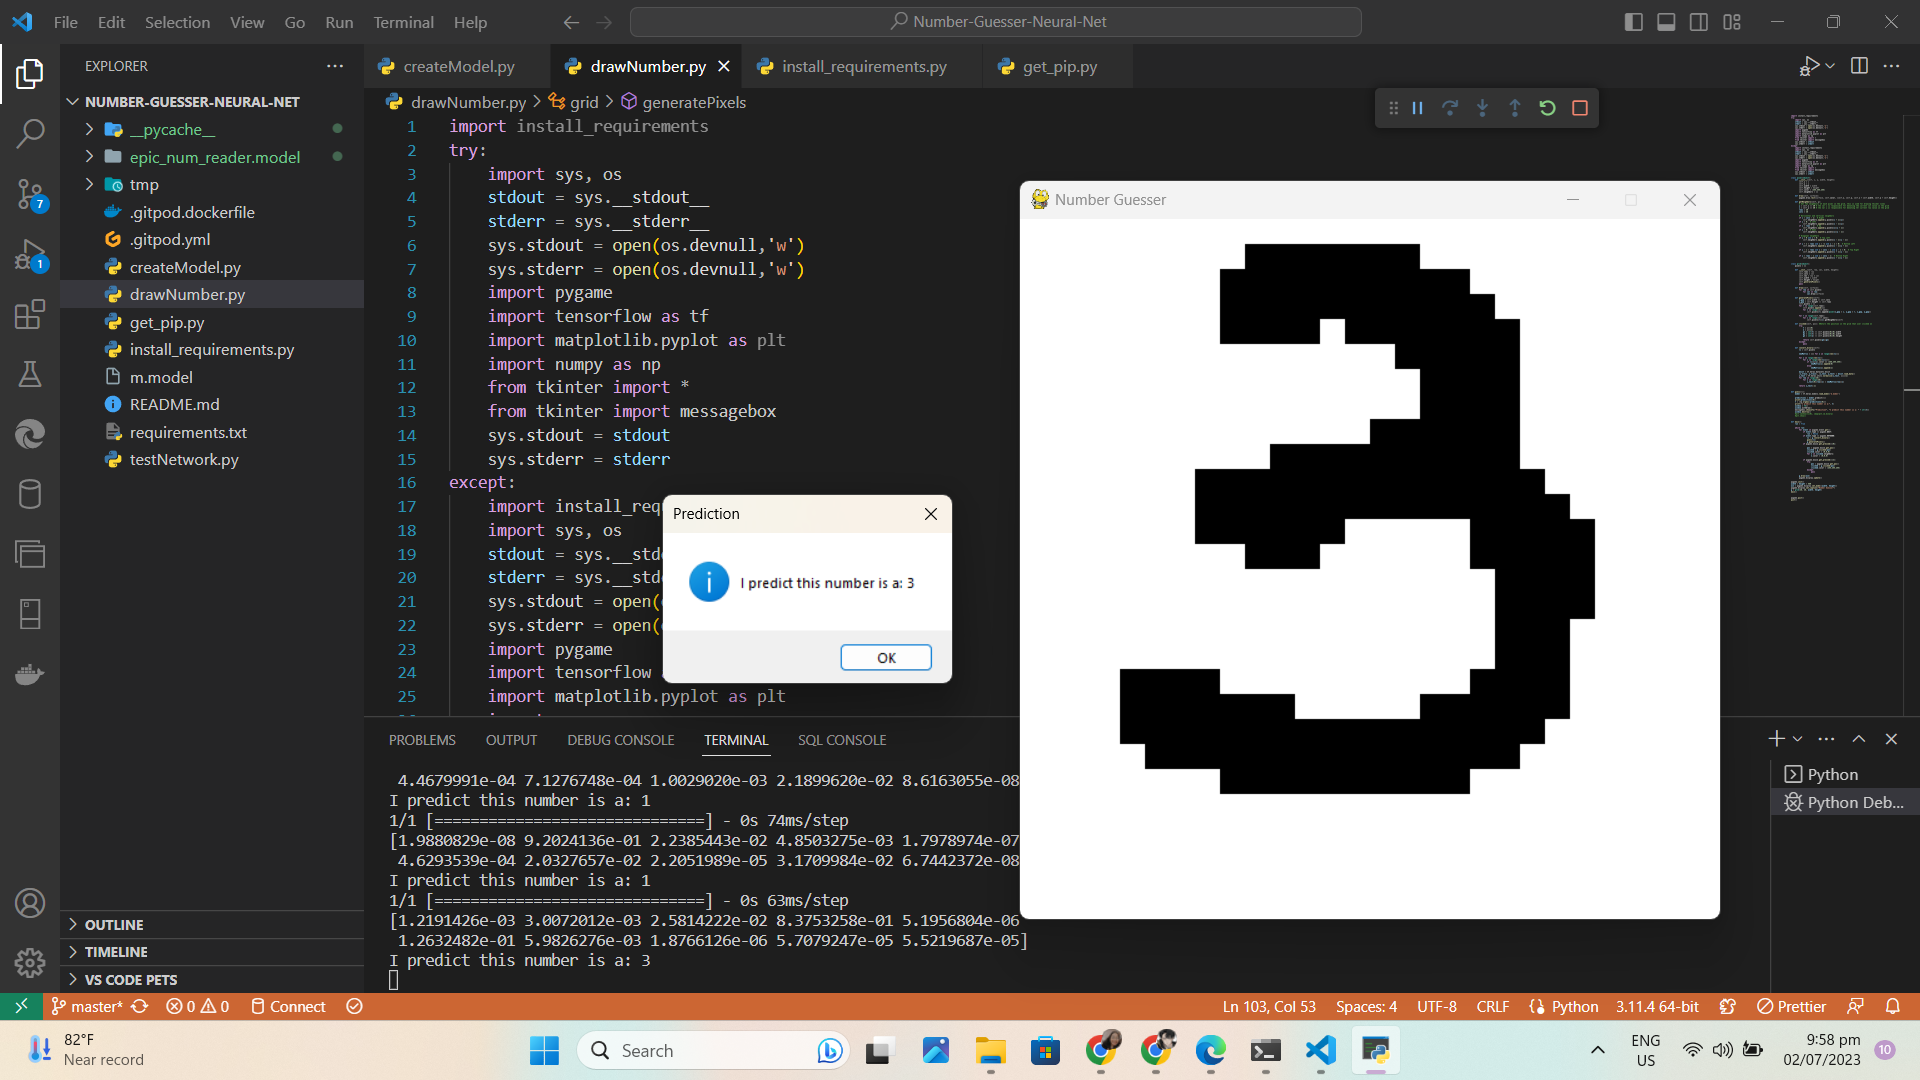 File Edit Selection View Go Run Terminal Help
Number-Guesser-Neural-Net
EXPLORER
NUMBER-GUESSER-NEURAL-NET
__pycache__
epic_num_reader.model
tmp
.gitpod.dockerfile
.gitpod.yml
createModel.py
drawNumber.py
get_pip.py
install_requirements.py
m.model
README.md
requirements.txt
testNetwork.py
OUTLINE
TIMELINE
VS CODE PETS
7
1
createModel.py drawNumber.py install_requirements.py get_pip.py
drawNumber.py > grid > generatePixels
1 import install_requirements
2 try:
3 import sys, os
4 stdout = sys.__stdout__
5 stderr = sys.__stderr__
6 sys.stdout = open(os.devnull,'w')
7 sys.stderr = open(os.devnull,'w')
8 import pygame
9 import tensorflow as tf
10 import matplotlib.pyplot as plt
11 import numpy as np
12 from tkinter import *
13 from tkinter import messagebox
14 sys.stdout = stdout
15 sys.stderr = stderr
16 except:
17 import install_req
18 import sys, os
19 stdout = sys.__std
20 stderr = sys.__std
21 sys.stdout = open(
22 sys.stderr = open(
23 import pygame
24 import tensorflow
25 import matplotlib.pyplot as plt
Prediction
I predict this number is a: 3
OK
Number Guesser
3
PROBLEMS OUTPUT DEBUG CONSOLE TERMINAL SQL CONSOLE
4.4679991e-04 7.1276748e-04 1.0029020e-03 2.1899620e-02 8.6163055e-08
I predict this number is a: 1
1/1 [==============================] - 0s 74ms/step
[1.9880829e-08 9.2024136e-01 2.2385443e-02 4.8503275e-03 1.7978974e-07
4.6293539e-04 2.0327657e-02 2.2051989e-05 3.1709984e-02 6.7442372e-08
I predict this number is a: 1
1/1 [==============================] - 0s 63ms/step
[1.2191426e-03 3.0072012e-03 2.5814222e-02 8.3753258e-01 5.1956804e-06
1.2632482e-01 5.9826276e-03 1.8766126e-06 5.7079247e-05 5.5219687e-05]
I predict this number is a: 3
Python
Python Deb...
master* 0 0 Connect
Ln 103, Col 53 Spaces: 4 UTF-8 CRLF Python 3.11.4 64-bit Prettier
82°F
Near record
Search
ENG
US
9:58 pm
02/07/2023
10